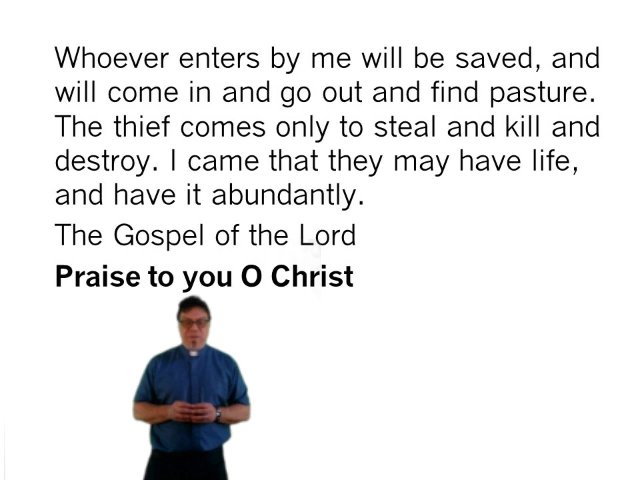 Whoever enters by me will be saved, and
will come in and go out and find pasture.
The thief comes only to steal and kill and
destroy. I came that they may have life,
and have it abundantly.
The Gospel of the Lord
Praise to you O Christ